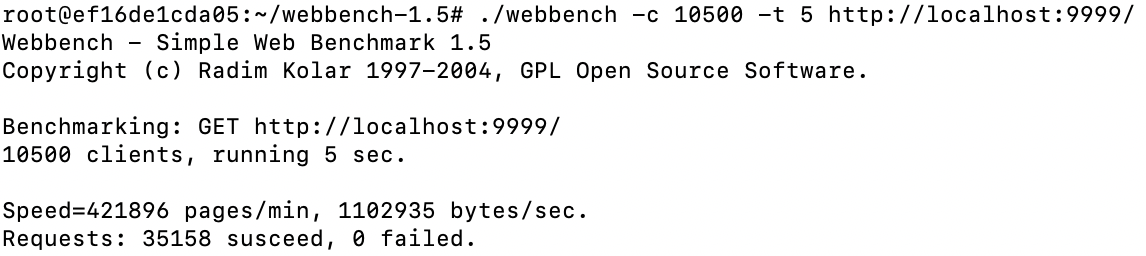 root@ef16de1cda05:~/webbench-1.5# ./webbench -c 10500 -t 5 http://localhost:9999/
Webbench - Simple Web Benchmark 1.5
Copyright (c) Radim Kolar 1997-2004, GPL Open Source Software.

Benchmarking: GET http://localhost:9999/
10500 clients, running 5 sec.

Speed=421896 pages/min, 1102935 bytes/sec.
Requests: 35158 susceed, 0 failed.